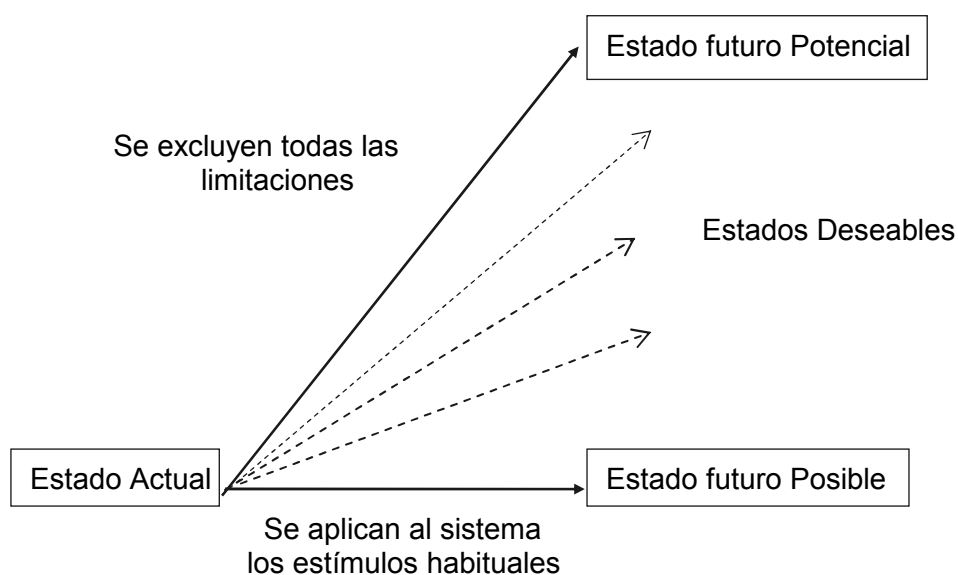 Estado futuro Potencial
Se excluyen todas las
limitaciones
Estados Deseables
Estado Actual
Estado futuro Posible
Se aplican al sistema
los estímulos habituales